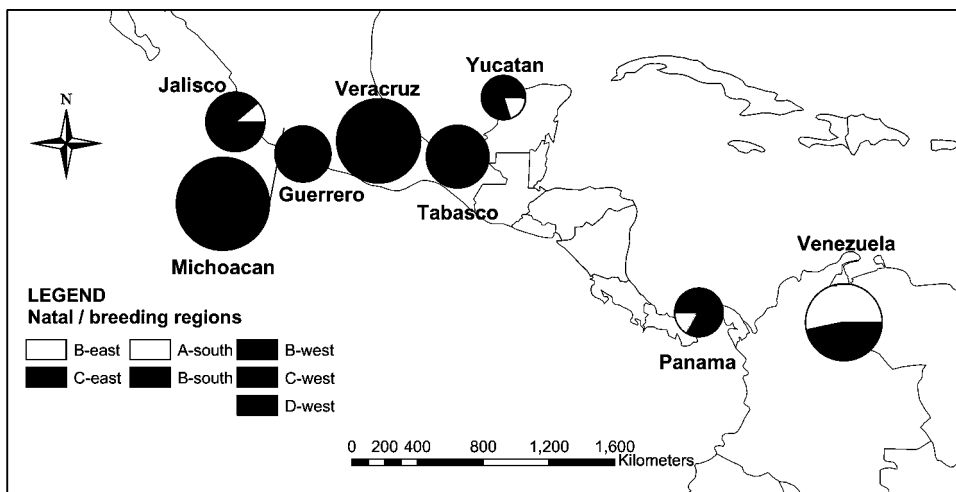 N
Yucatan
Jalisco
Veracruz
Guerrero
Tabasco
Michoacan
Venezuela
Panama
LEGEND
Natal / breeding regions
B-east A-south B-west
C-east B-south C-west
D-west
0 200 400 800 1,200 1,600
Kilometers